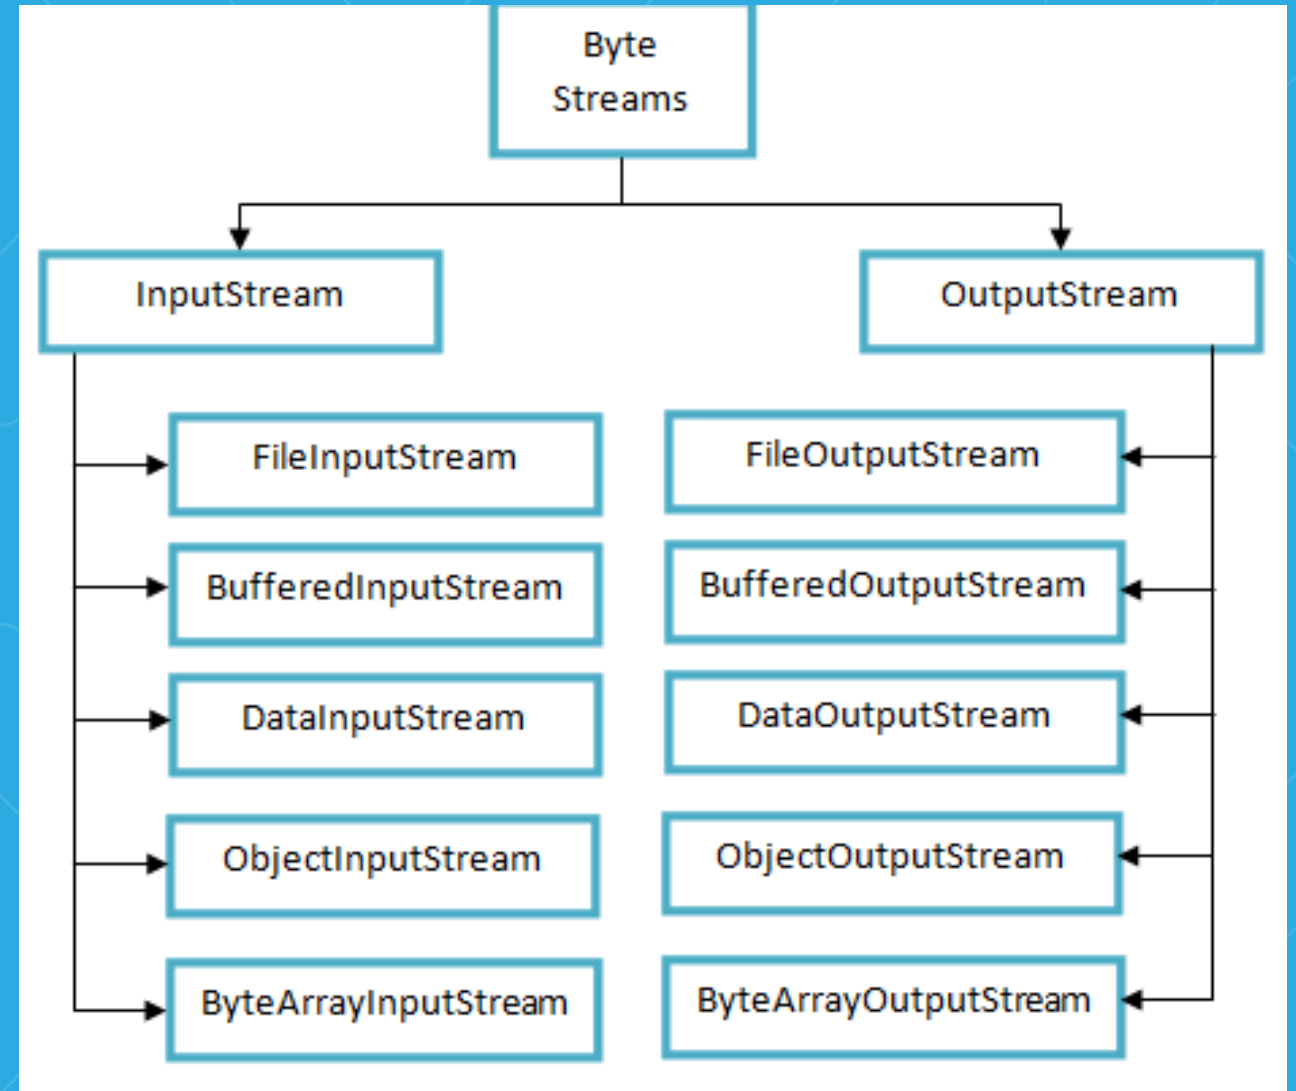 Byte
Streams
InputStream
OutputStream
FileInputStream
FileOutputStream
BufferedInputStream
BufferedOutputStream
DataInputStream
DataOutputStream
ObjectInputStream
ObjectOutputStream
ByteArrayInputStream
ByteArrayOutputStream